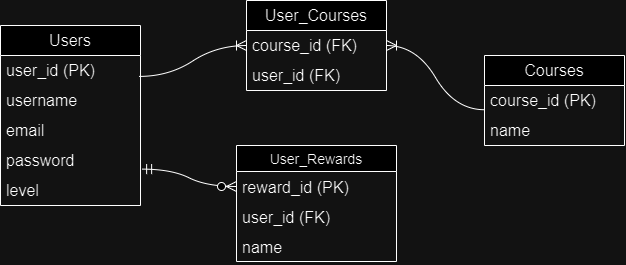 Users
user_id (PK)
username
email
password
level
User_Courses
course_id (FK)
user_id (FK)
Courses
course_id (PK)
name
User_Rewards
reward_id (PK)
user_id (FK)
name